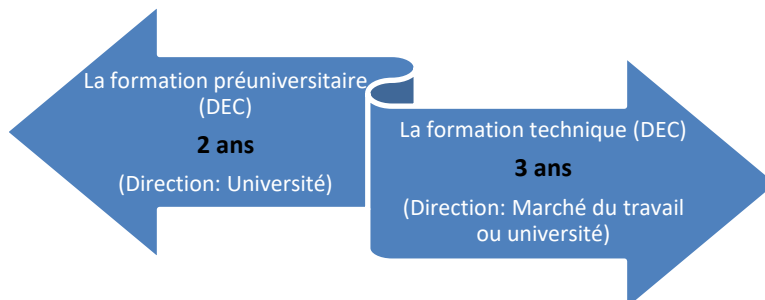 La formation préuniversitaire
(DEC)
2 ans
(Direction: Université)
La formation technique (DEC)
3 ans
(Direction: Marché du travail
ou université)